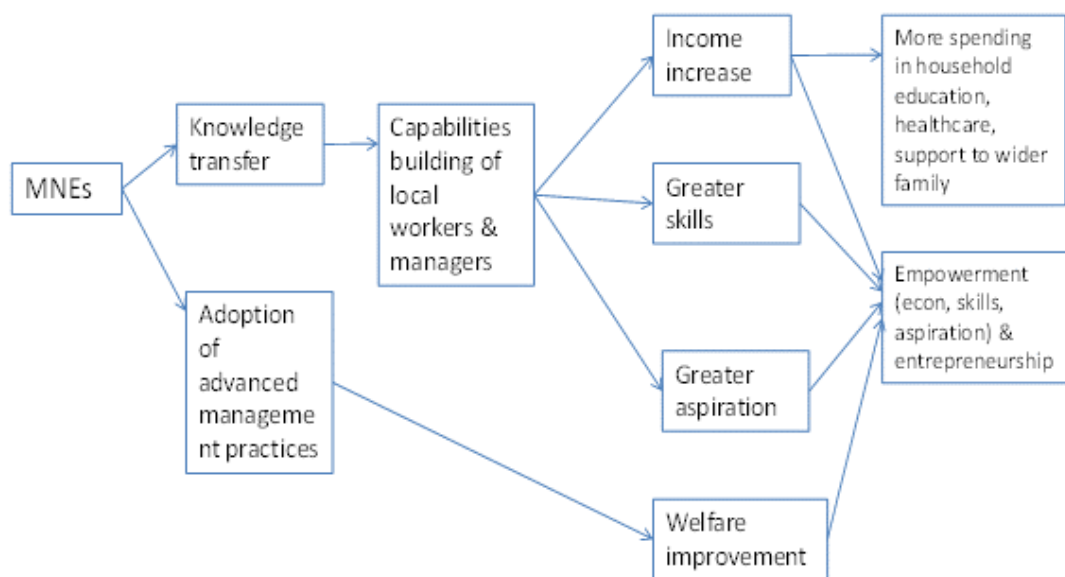 MNEs
Knowledge
transfer
Adoption
of
advanced
manageme
nt practices
Capabilities
building of
local
workers &
managers
Income
increase
Greater
skills
Greater
aspiration
Welfare
improvement
More spending
in household
education,
healthcare,
support to wider
family
Empowerment
(econ, skills,
aspiration) &
entrepreneurship